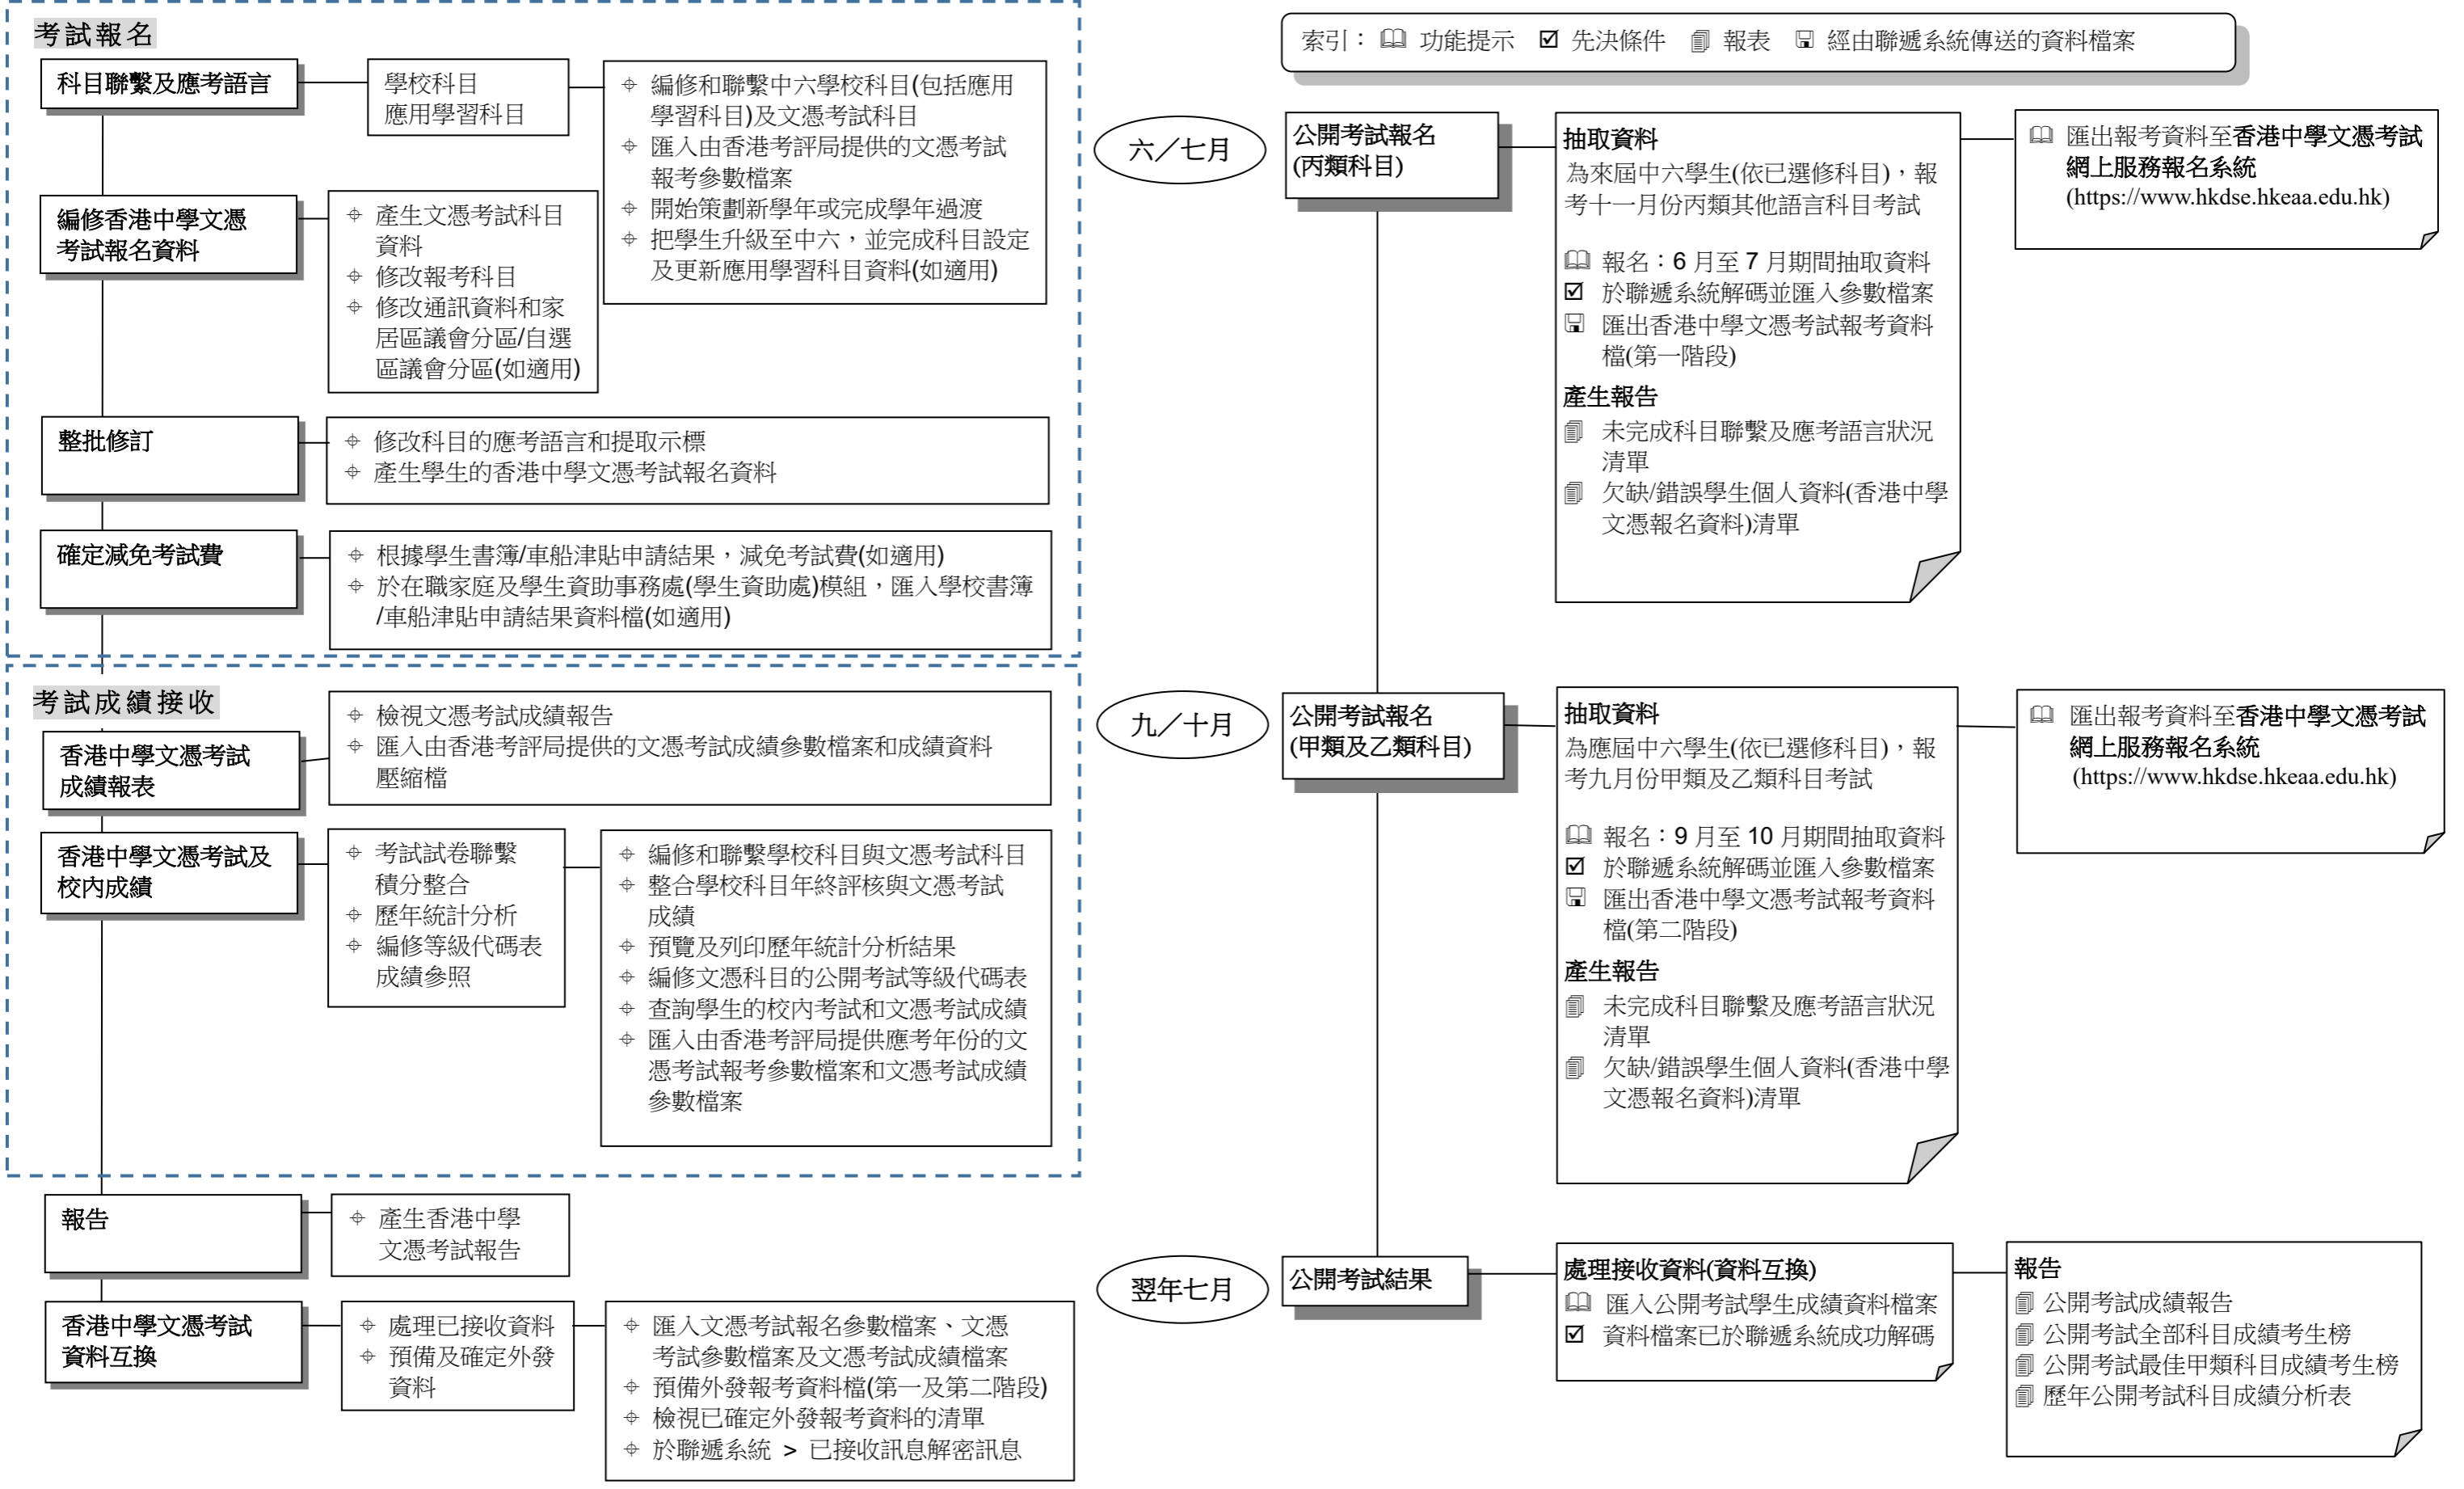 考試報名
科目聯繫及應考語言
學校科目
應用學習科目
編修和聯繫中六學校科目(包括應用
學習科目)及文憑考試科目
匯入由香港考評局提供的文憑考試
報考參數檔案
開始策劃新學年或完成學年過渡
把學生升級至中六，並完成科目設定
及更新應用學習科目資料(如適用)
編修香港中學文憑
考試報名資料
產生文憑考試科目
資料
修改報考科目
修改通訊資料和家
居區議會分區/自選
區議會分區(如適用)
整批修訂
修改科目的應考語言和提取示標
產生學生的香港中學文憑考試報名資料
確定減免考試費
根據學生書簿/車船津貼申請結果，減免考試費(如適用)
於在職家庭及學生資助事務處(學生資助處)模組，匯入學校書簿
/車船津貼申請結果資料檔(如適用)
考試成績接收
香港中學文憑考試
成績報表
檢視文憑考試成績報告
匯入由香港考評局提供的文憑考試成績參數檔案和成績資料
壓縮檔
香港中學文憑考試及
校內成績
考試試卷聯繫
積分整合
歷年統計分析
編修等級代碼表
成績參照
編修和聯繫學校科目與文憑考試科目
整合學校科目年終評核與文憑考試
成績
預覽及列印歷年統計分析結果
編修文憑科目的公開考試等級代碼表
查詢學生的校內考試和文憑考試成績
匯入由香港考評局提供應考年份的文
憑考試報考參數檔案和文憑考試成績
參數檔案
報告
產生香港中學
文憑考試報告
香港中學文憑考試
資料互換
處理已接收資料
預備及確定外發
資料
匯入文憑考試報名參數檔案、文憑
考試參數檔案及文憑考試成績檔案
預備外發報考資料檔(第一及第二階段)
檢視已確定外發報考資料的清單
於聯遞系統 > 已接收訊息解密訊息
索引： 功能提示 先決條件 報表 經由聯遞系統傳送的資料檔案
六／七月
公開考試報名
(丙類科目)
抽取資料
為來屆中六學生(依已選修科目)，報
考十一月份丙類其他語言科目考試
報名：6 月至 7 月期間抽取資料
於聯遞系統解碼並匯入參數檔案
匯出香港中學文憑考試報考資料
檔(第一階段)
產生報告
未完成科目聯繫及應考語言狀況
清單
欠缺/錯誤學生個人資料(香港中學
文憑報名資料)清單
匯出報考資料至香港中學文憑考試
網上服務報名系統
(https://www.hkdse.hkeaa.edu.hk)
九／十月
公開考試報名
(甲類及乙類科目)
抽取資料
為應屆中六學生(依已選修科目)，報
考九月份甲類及乙類科目考試
報名：9 月至 10 月期間抽取資料
於聯遞系統解碼並匯入參數檔案
匯出香港中學文憑考試報考資料
檔(第二階段)
產生報告
未完成科目聯繫及應考語言狀況
清單
欠缺/錯誤學生個人資料(香港中學
文憑報名資料)清單
匯出報考資料至香港中學文憑考試
網上服務報名系統
(https://www.hkdse.hkeaa.edu.hk)
翌年七月
公開考試結果
處理接收資料(資料互換)
匯入公開考試學生成績資料檔案
資料檔案已於聯遞系統成功解碼
報告
公開考試成績報告
公開考試全部科目成績考生榜
公開考試最佳甲類科目成績考生榜
歷年公開考試科目成績分析表